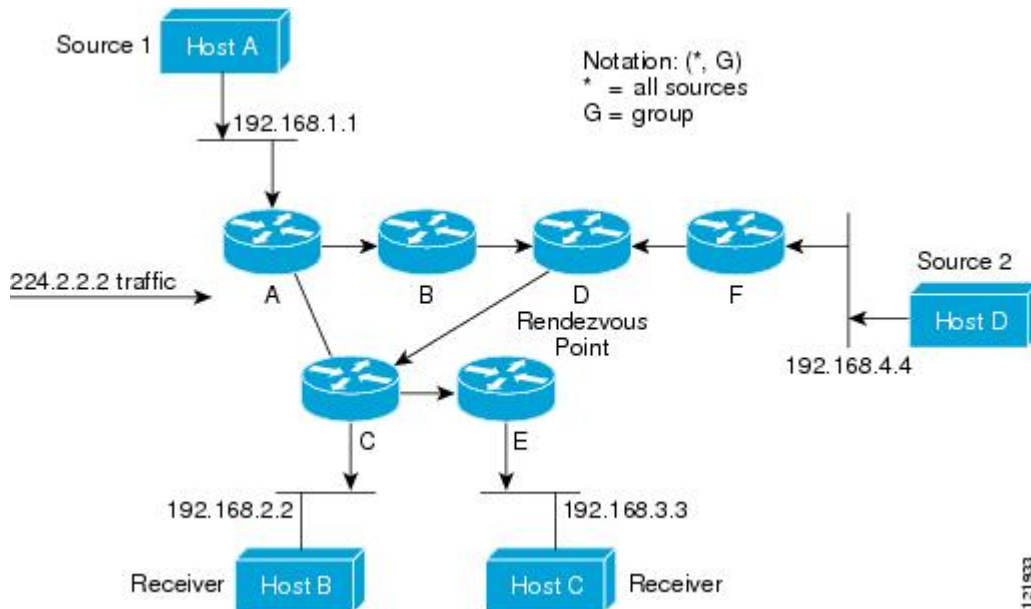 Source 1
Host A
Notation: (*, G)
* = all sources
G = group
192.168.1.1
224.2.2.2 traffic
A
B
D
F
Rendezvous
Point
Source 2
Host D
192.168.4.4
C
E
192.168.2.2
192.168.3.3
Receiver
Host B
Host C
Receiver
121933